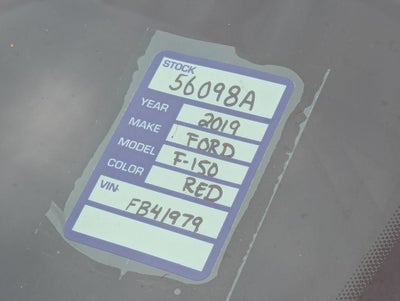 STOCK
56098A
YEAR 2019
MAKE FORD
MODEL F-150
COLOR RED
VIN
FB41979